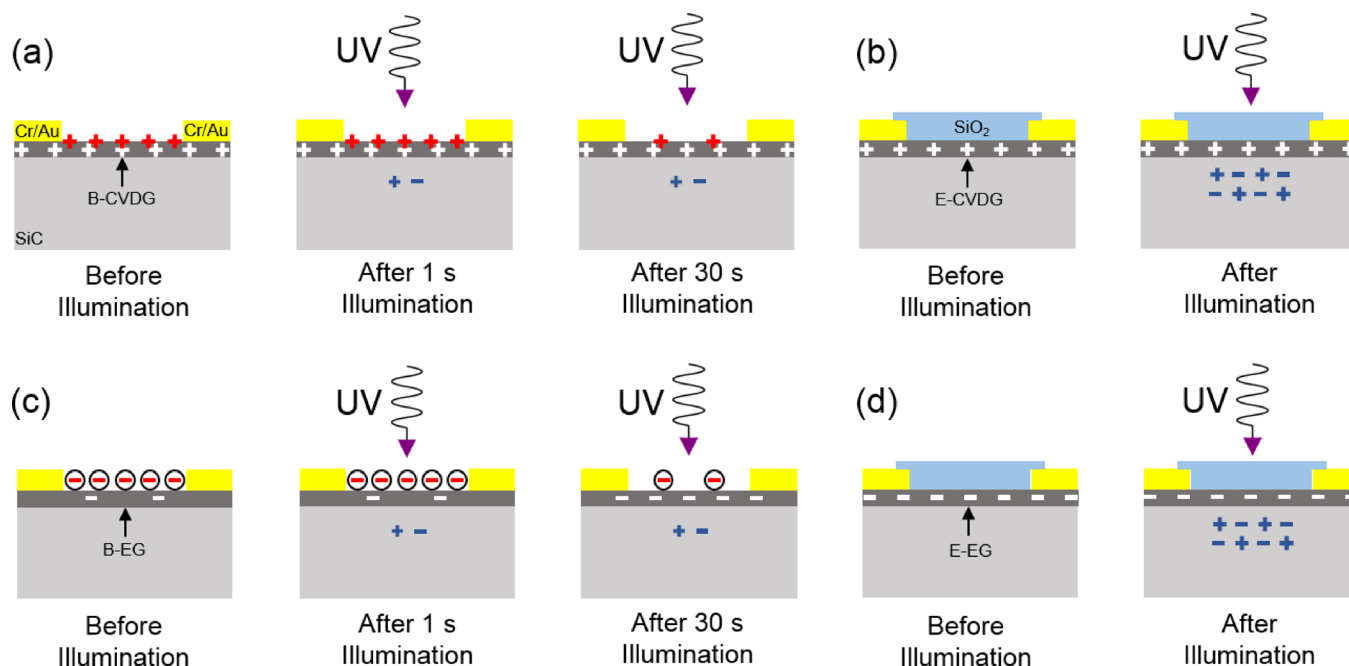 (a)
UV
UV
(b)
UV
Cr/Au
Cr/Au
SiO₂
B-CVDG
E-CVDG
SiC
Before
Illumination
After 1 s
Illumination
After 30 s
Illumination
Before
Illumination
After
Illumination
(c)
UV
UV
(d)
UV
B-EG
E-EG
Before
Illumination
After 1 s
Illumination
After 30 s
Illumination
Before
Illumination
After
Illumination